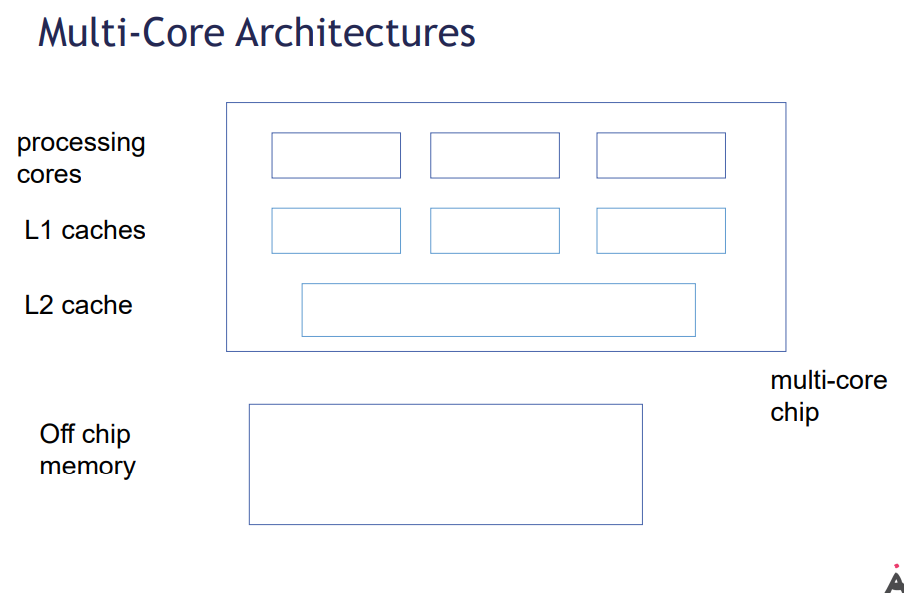 Multi-Core Architectures
processing
cores
L1 caches
L2 cache
multi-core
chip
Off chip
memory